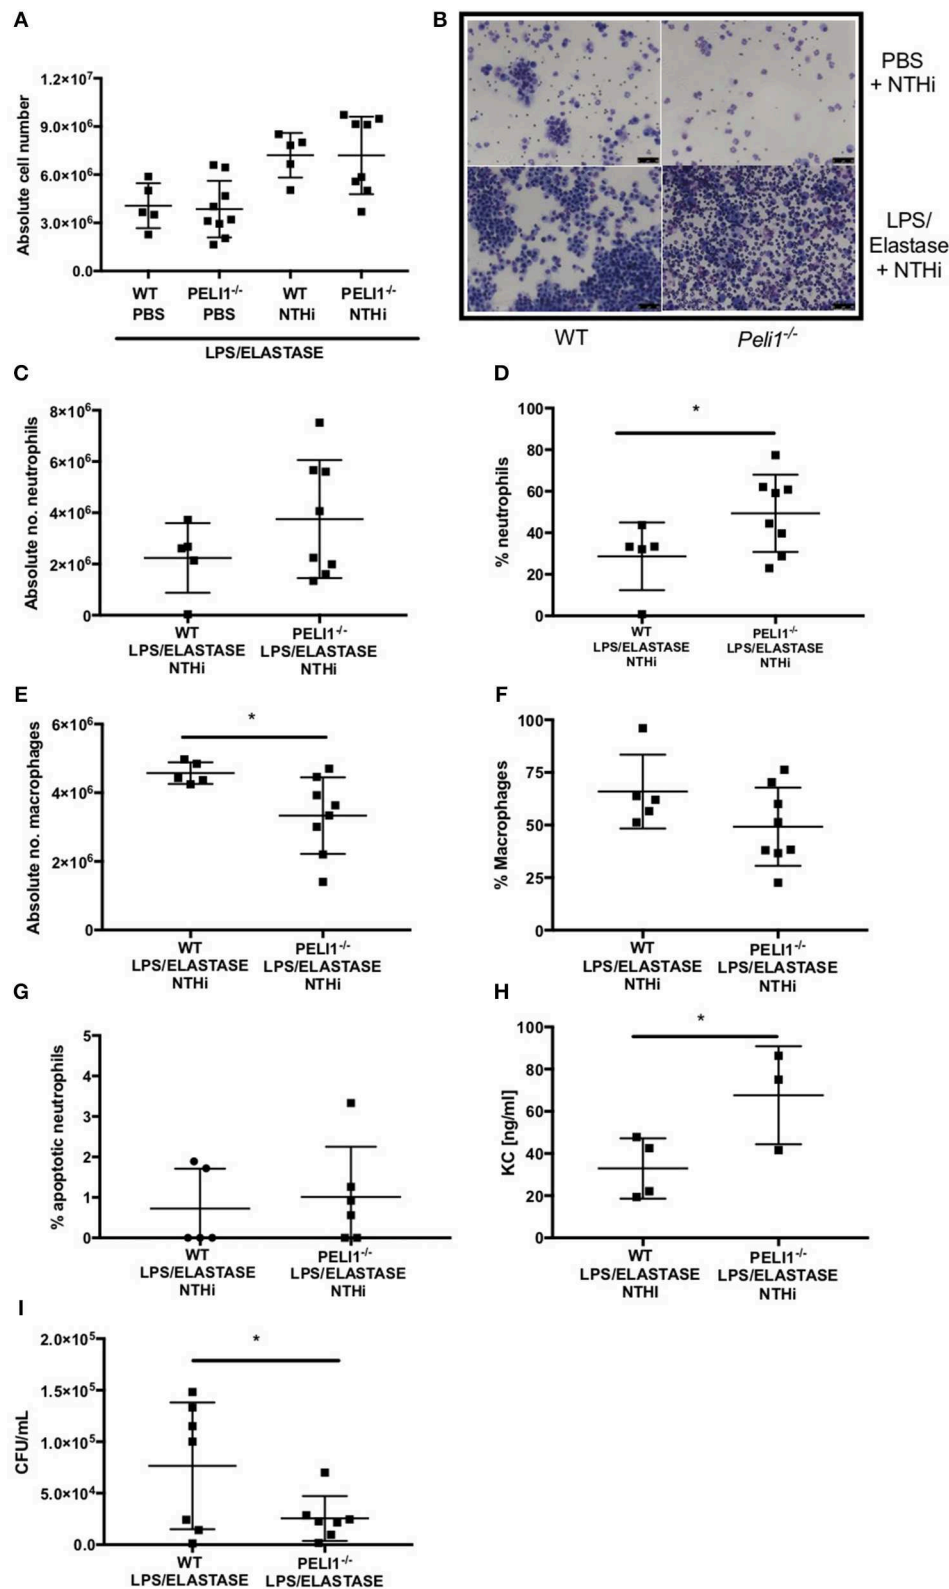 A
Absolute cell number
1.2×10⁷
9.0×10⁶
6.0×10⁶
3.0×10⁶
0.0
WT PBS
PELI1⁻/⁻ PBS
WT NTHi
PELI1⁻/⁻ NTHi
LPS/ELASTASE
B
PBS
+ NTHi
LPS/
Elastase
+ NTHi
WT
Peli1⁻/⁻
C
Absolute no. neutrophils
8×10⁶
6×10⁶
4×10⁶
2×10⁶
0
WT
LPS/ELASTASE
NTHi
PELI1⁻/⁻
LPS/ELASTASE
NTHi
D
% neutrophils
100
80
60
40
20
0
*
WT
LPS/ELASTASE
NTHi
PELI1⁻/⁻
LPS/ELASTASE
NTHi
E
Absolute no. macrophages
6×10⁶
4×10⁶
2×10⁶
0
*
WT
LPS/ELASTASE
NTHi
PELI1⁻/⁻
LPS/ELASTASE
NTHi
F
% Macrophages
100
75
50
25
0
WT
LPS/ELASTASE
NTHi
PELI1⁻/⁻
LPS/ELASTASE
NTHi
G
% apoptotic neutrophils
5
4
3
2
1
0
WT
LPS/ELASTASE
NTHi
PELI1⁻/⁻
LPS/ELASTASE
NTHi
H
KC [ng/ml]
100
80
60
40
20
0
*
WT
LPS/ELASTASE
NTHI
PELI1⁻/⁻
LPS/ELASTASE
NTHi
I
CFU/mL
2.0×10⁵
1.5×10⁵
1.0×10⁵
5.0×10⁴
0.0
*
WT
LPS/ELASTASE
PELI1⁻/⁻
LPS/ELASTASE